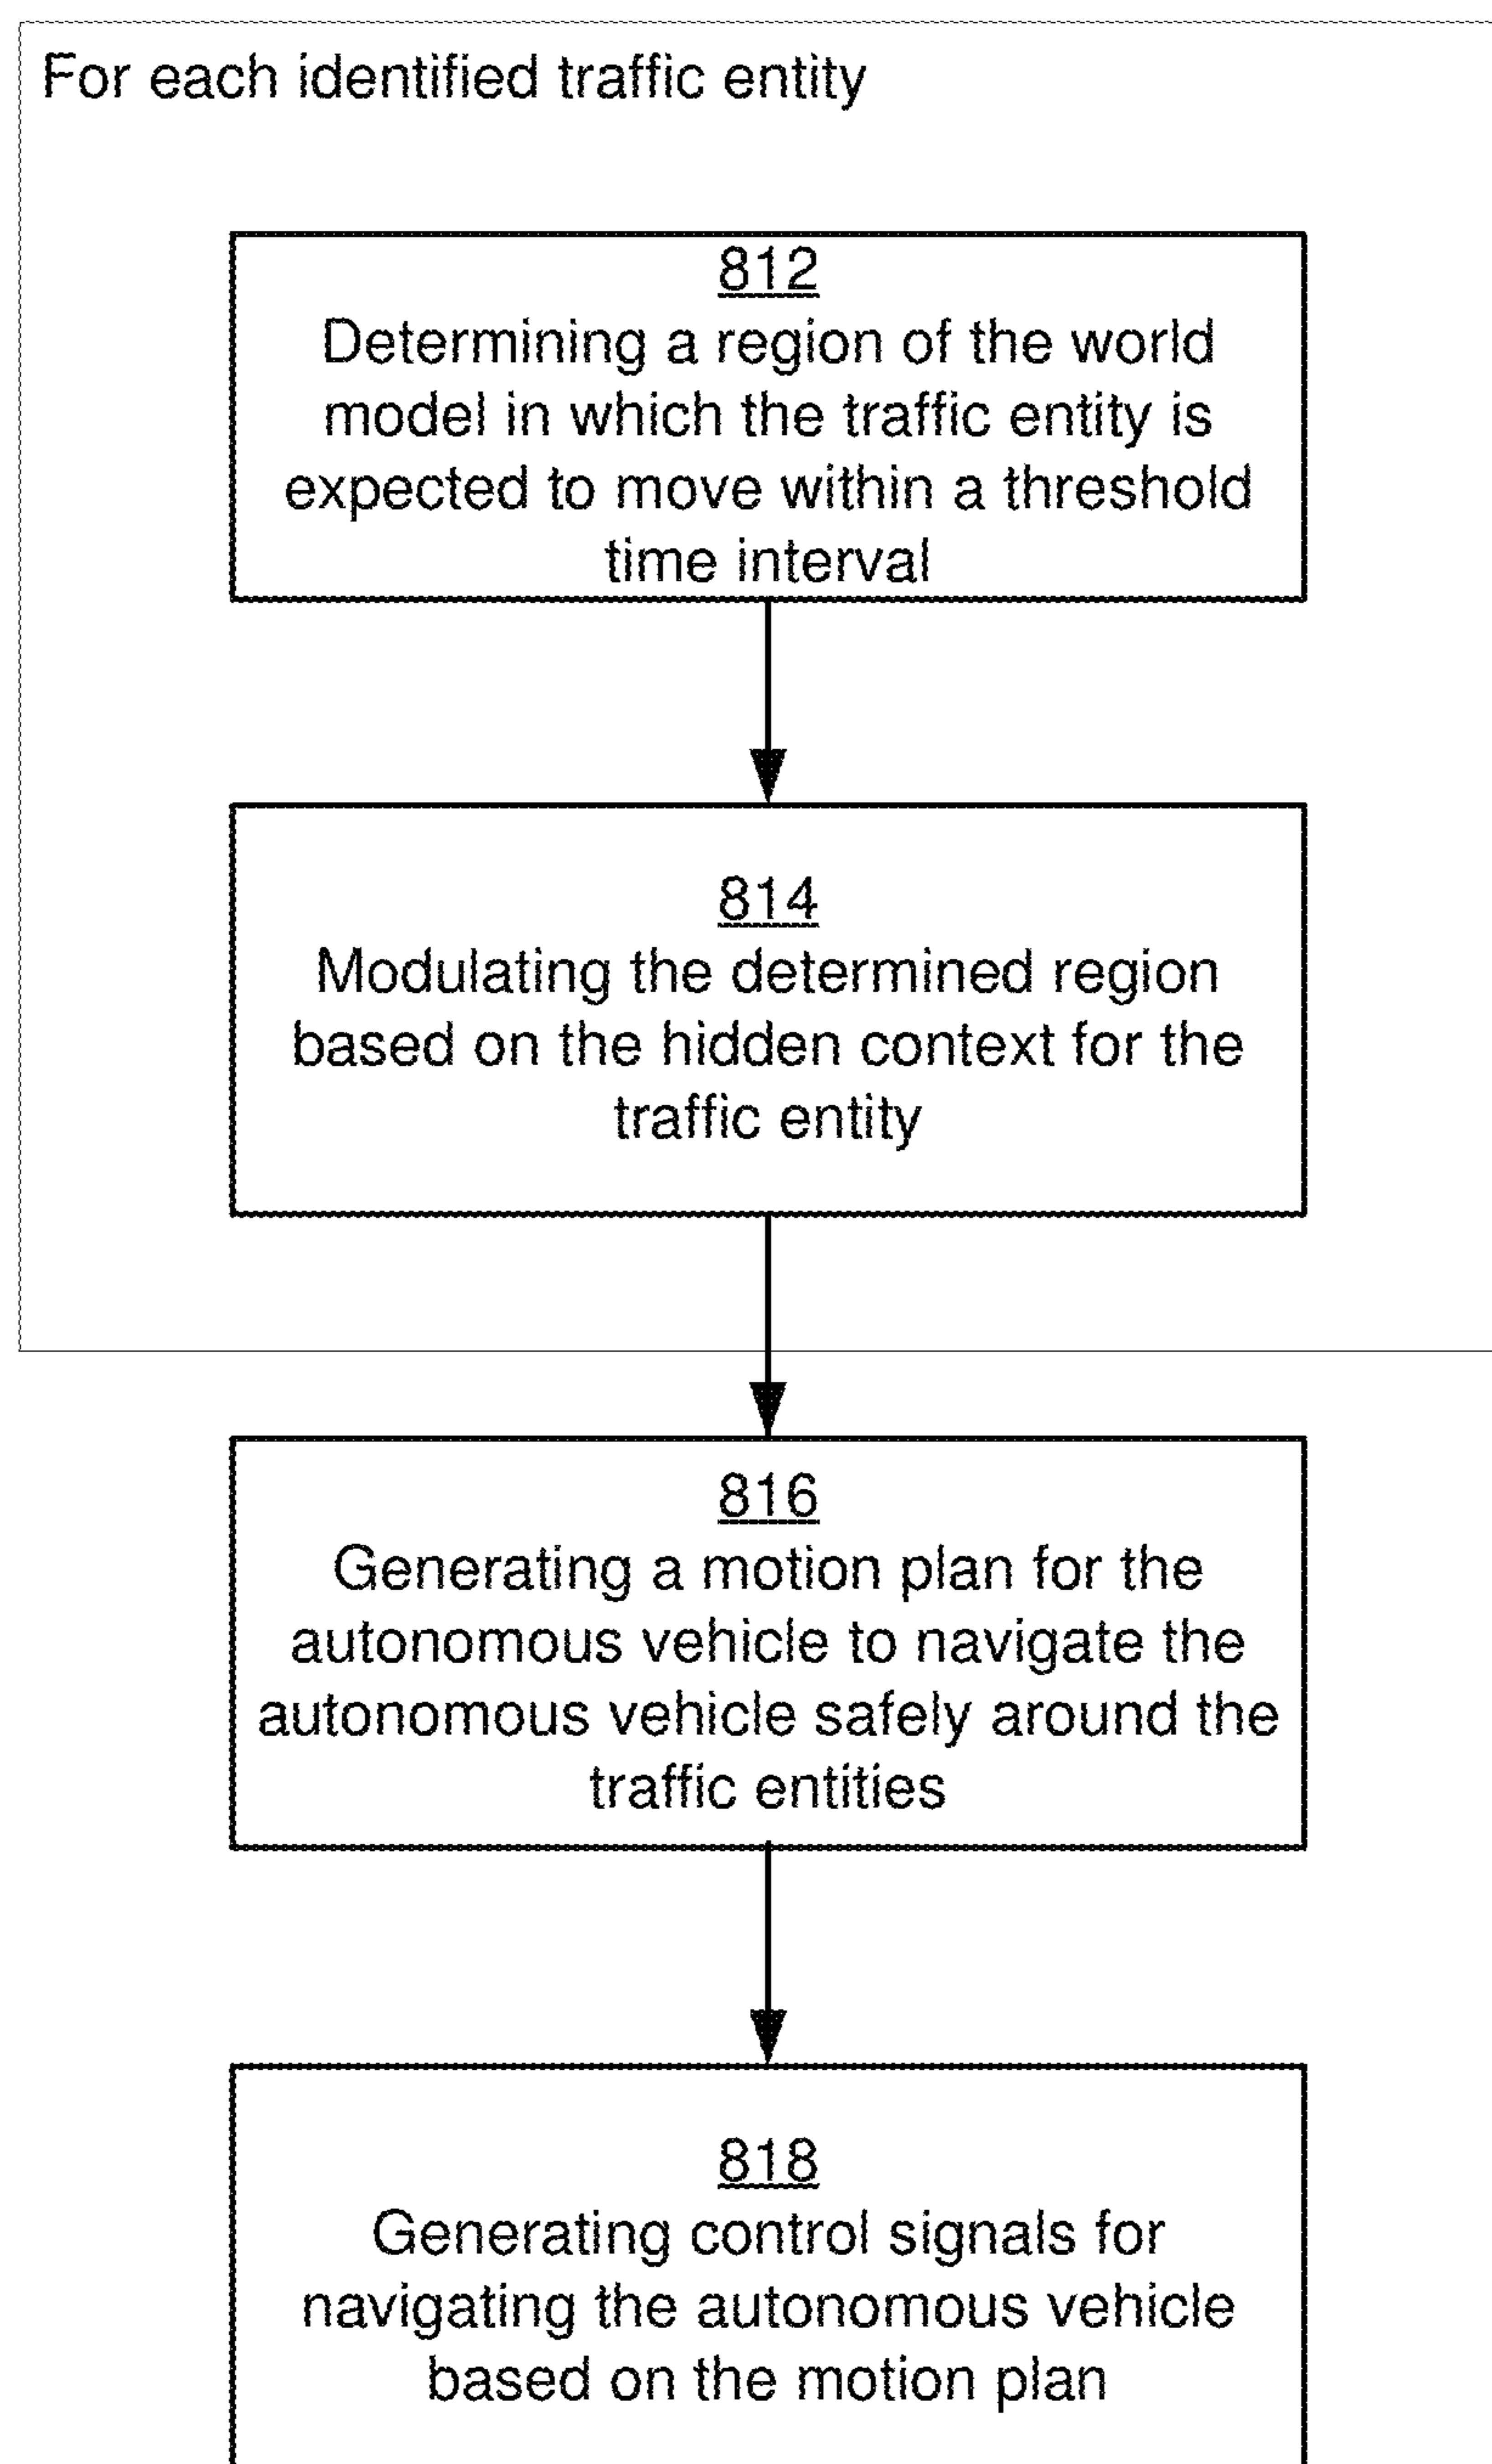 For each identified traffic entity
812
Determining a region of the world
model in which the traffic entity is
expected to move within a threshold
time interval
814
Modulating the determined region
based on the hidden context for the
traffic entity
816
Generating a motion plan for the
autonomous vehicle to navigate the
autonomous vehicle safely around the
traffic entities
818
Generating control signals for
navigating the autonomous vehicle
based on the motion plan